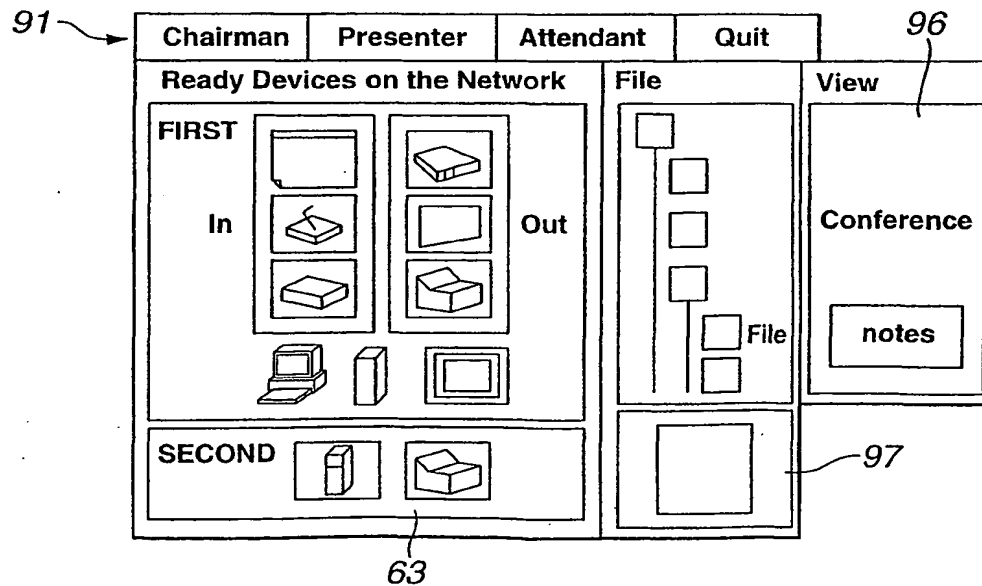 91
Chairman Presenter Attendant Quit
96
Ready Devices on the Network File View
FIRST
In Out
Conference
File
notes
SECOND
97
63